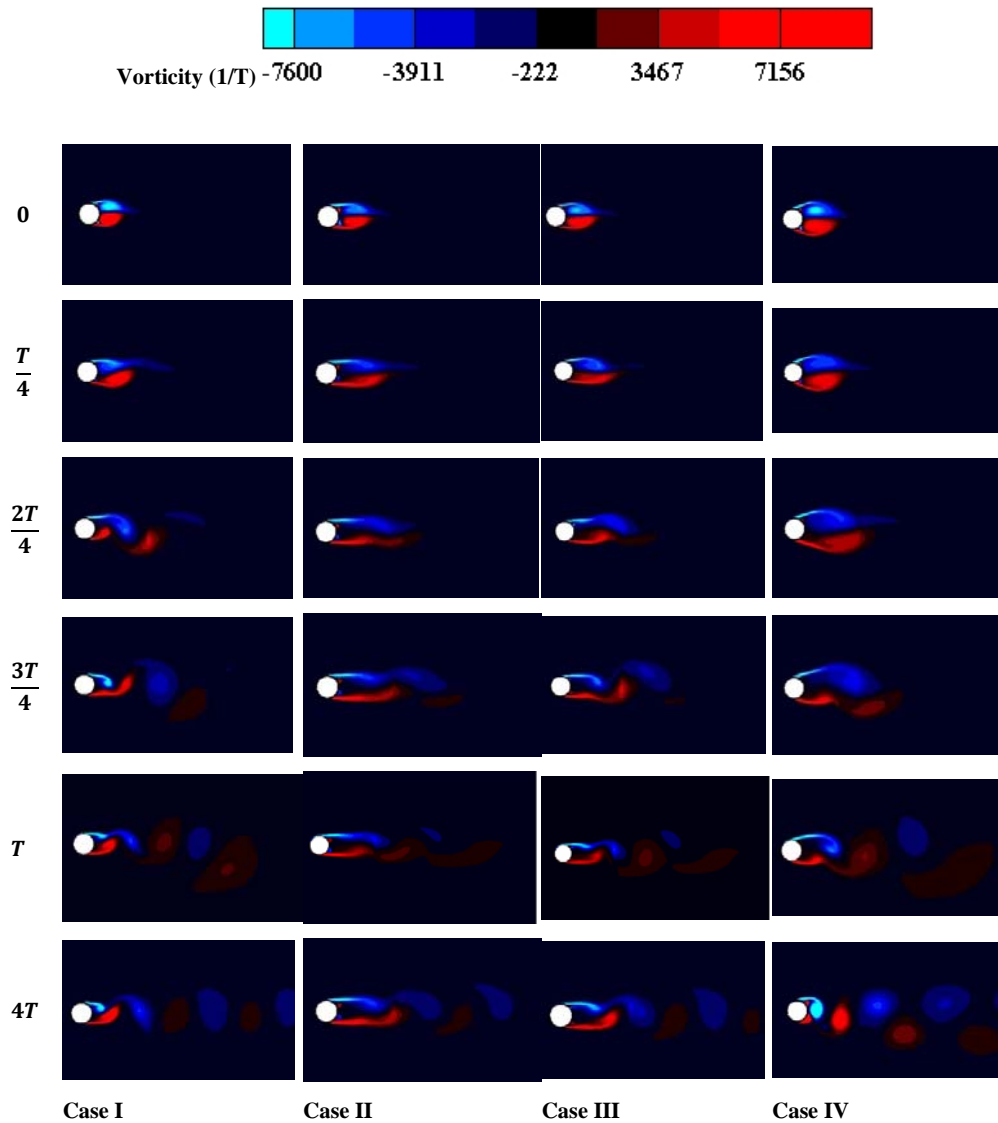 Vorticity (1/T) -7600 -3911 -222 3467 7156
0
T
4
2T
4
3T
4
T
4T
Case I Case II Case III Case IV